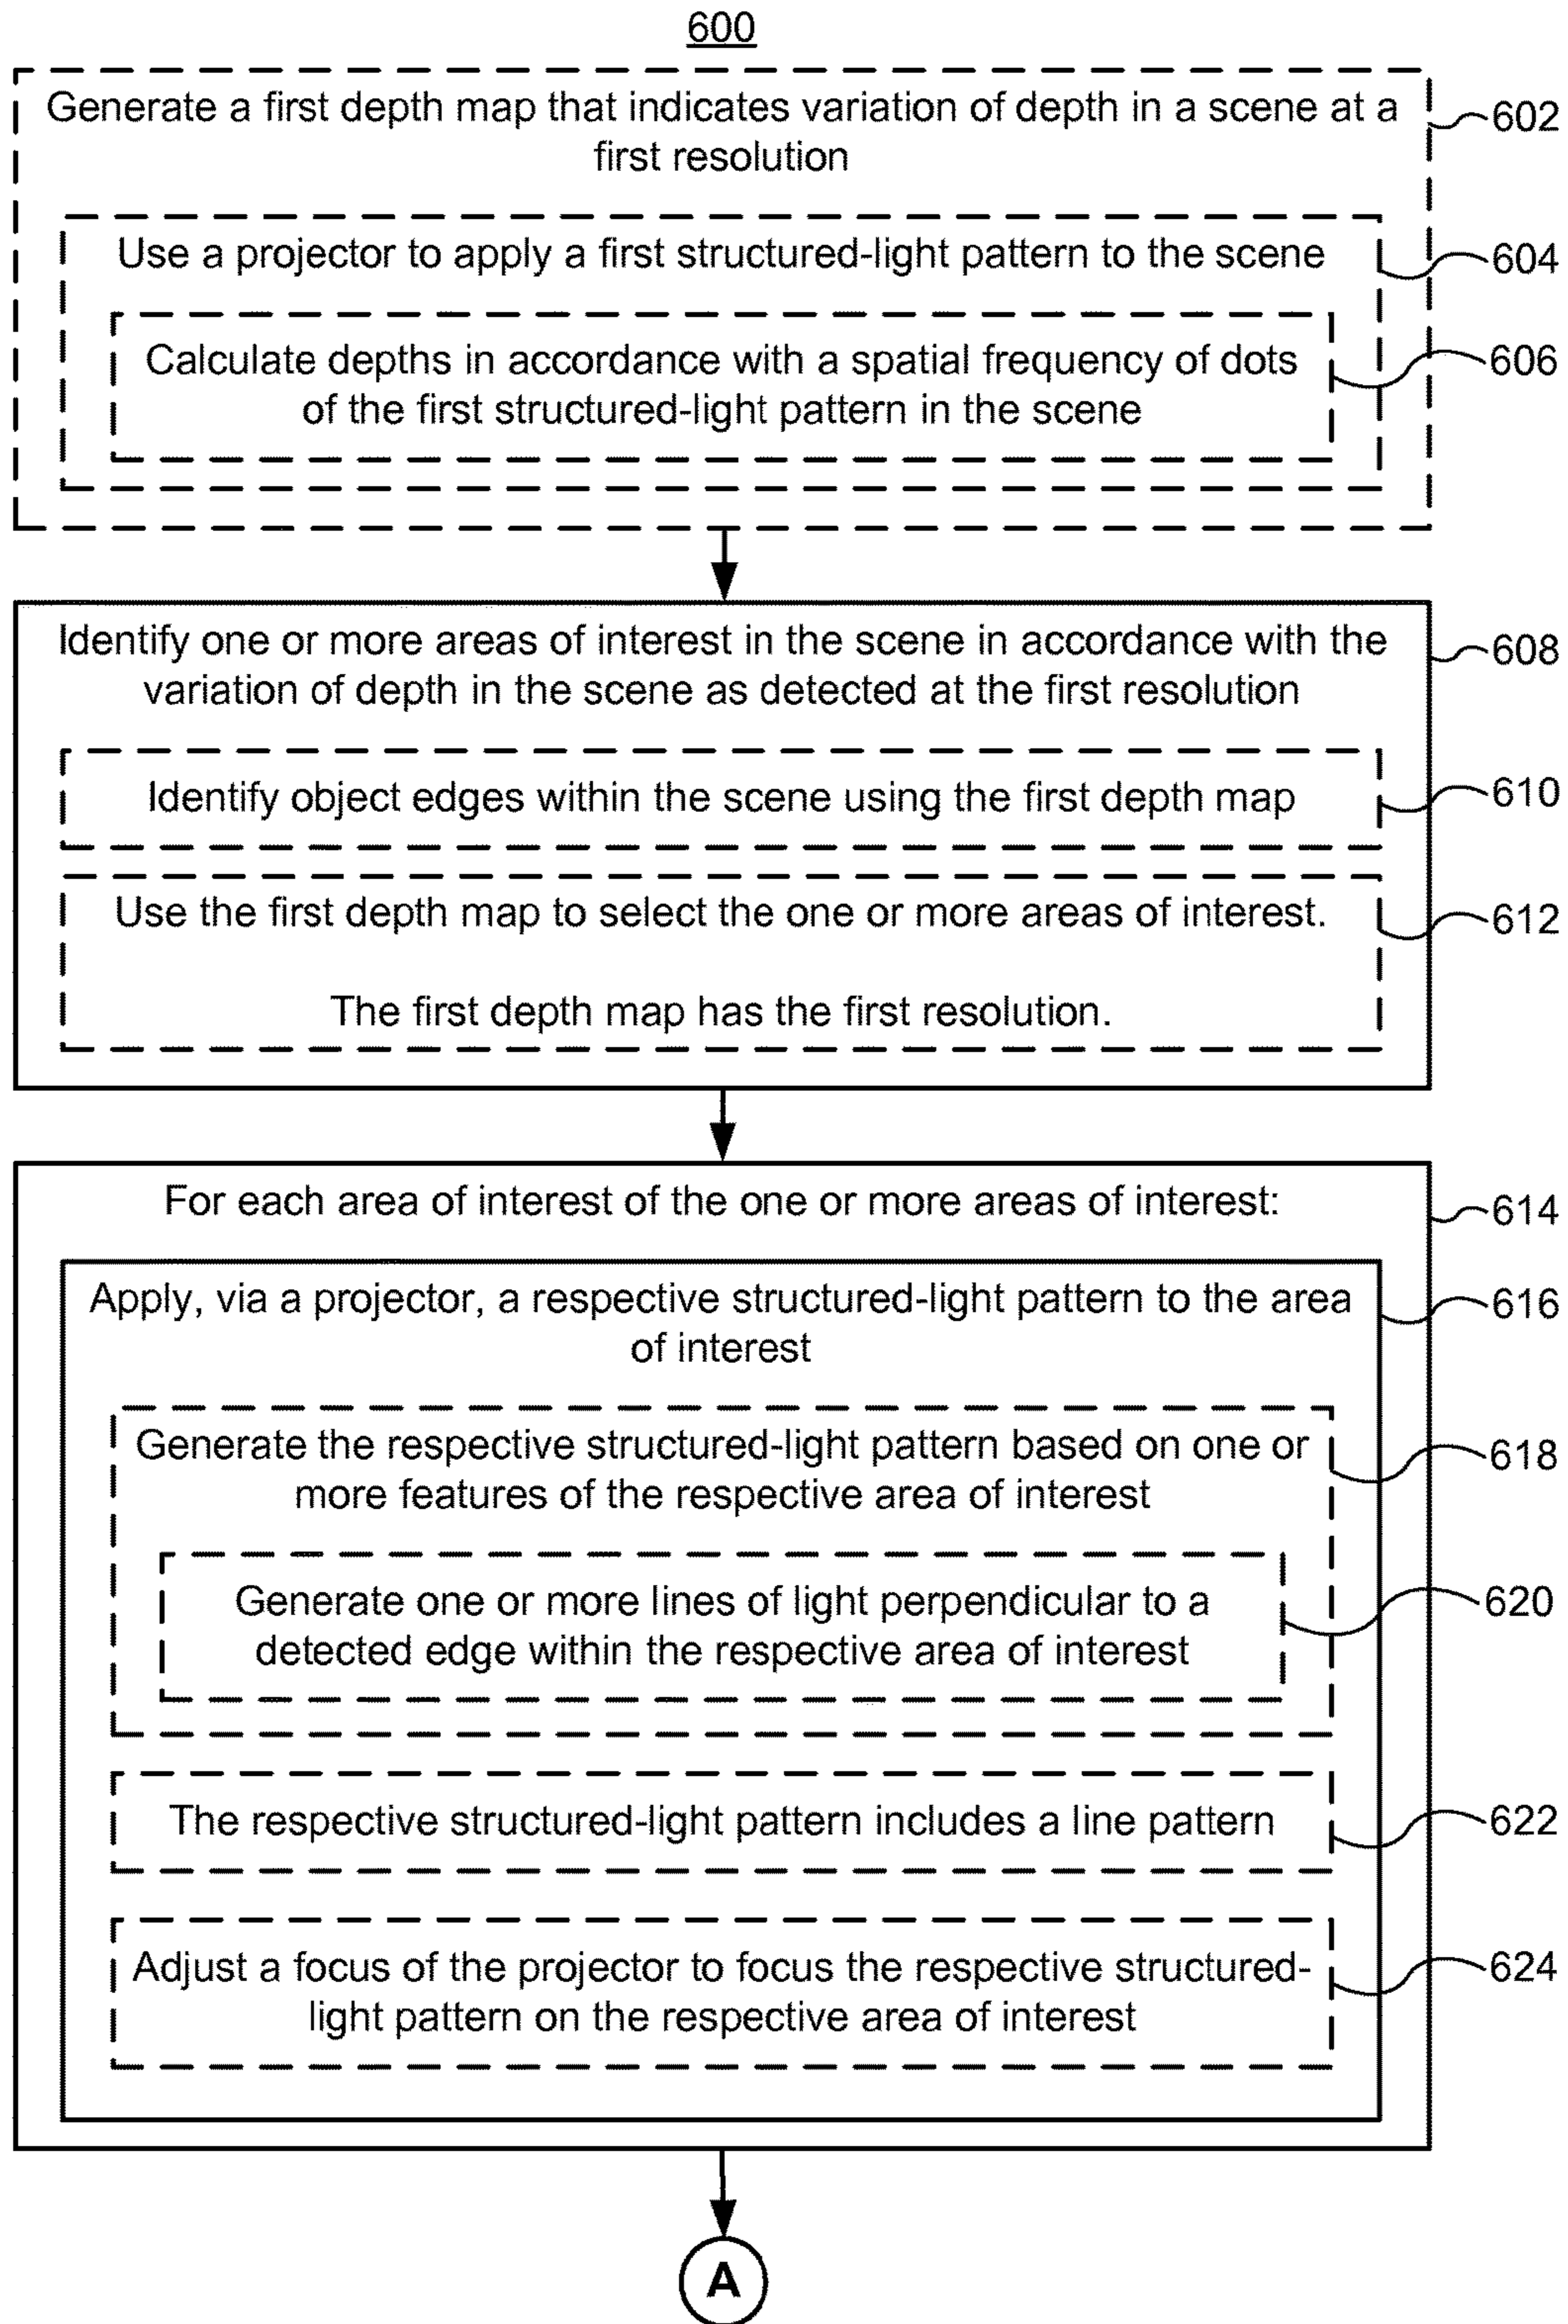 600
Generate a first depth map that indicates variation of depth in a scene at a
first resolution
602
Use a projector to apply a first structured-light pattern to the scene
604
Calculate depths in accordance with a spatial frequency of dots
of the first structured-light pattern in the scene
606
Identify one or more areas of interest in the scene in accordance with the
variation of depth in the scene as detected at the first resolution
608
Identify object edges within the scene using the first depth map
610
Use the first depth map to select the one or more areas of interest.
612
The first depth map has the first resolution.
For each area of interest of the one or more areas of interest:
614
Apply, via a projector, a respective structured-light pattern to the area
of interest
616
Generate the respective structured-light pattern based on one or
more features of the respective area of interest
618
Generate one or more lines of light perpendicular to a
detected edge within the respective area of interest
620
The respective structured-light pattern includes a line pattern
622
Adjust a focus of the projector to focus the respective structured-
light pattern on the respective area of interest
624
A